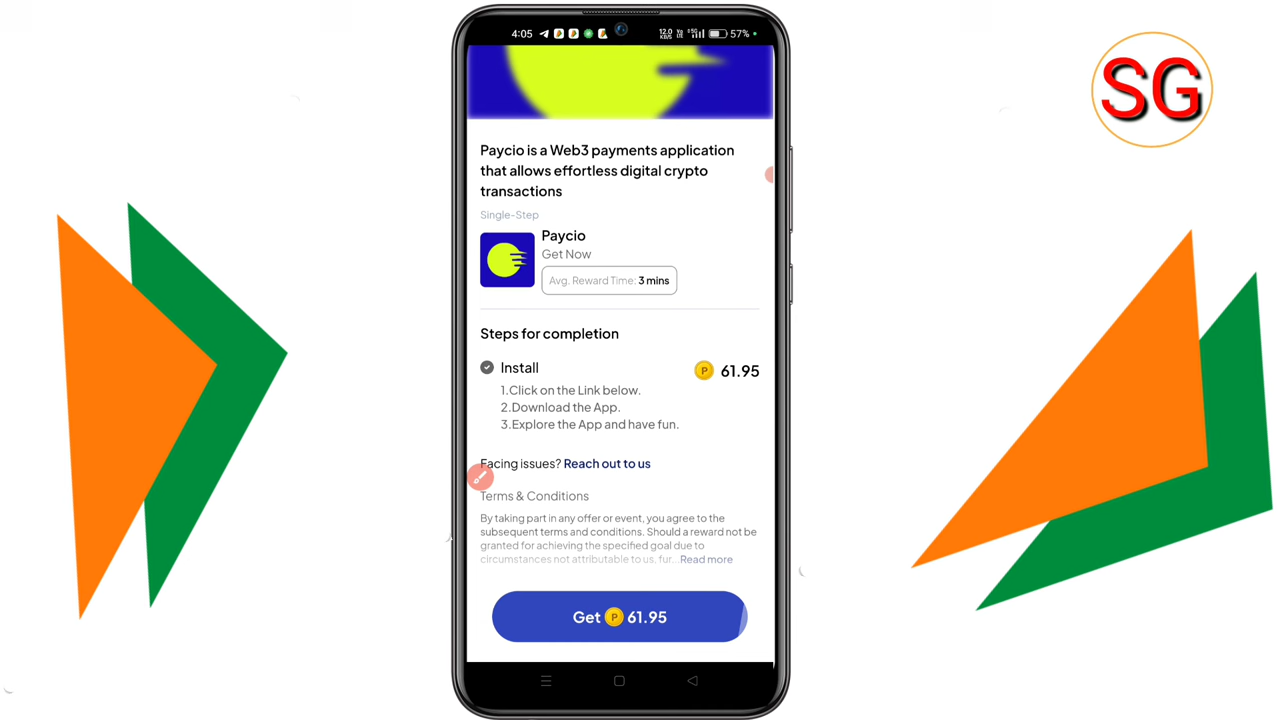 SG
4:05
12.0 KB/S
57%
Paycio is a Web3 payments application
that allows effortless digital crypto
transactions
Single-Step
Paycio
Get Now
Avg. Reward Time: 3 mins
Steps for completion
Install
P 61.95
1.Click on the Link below.
2.Download the App.
3.Explore the App and have fun.
Facing issues? Reach out to us
Terms & Conditions
By taking part in any offer or event, you agree to the
subsequent terms and conditions. Should a reward not be
granted for achieving the specified goal due to
circumstances not attributable to us, fur... Read more
Get P 61.95